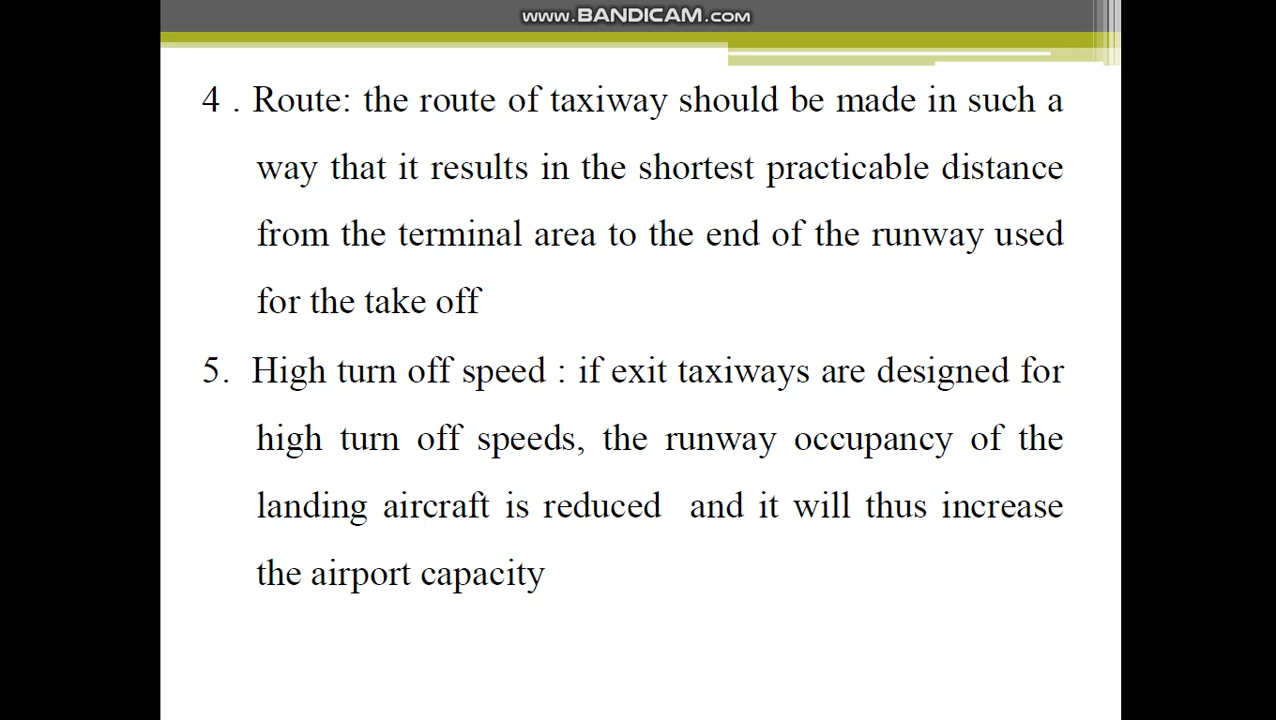 www.BANDICAM.com
4 . Route: the route of taxiway should be made in such a
way that it results in the shortest practicable distance
from the terminal area to the end of the runway used
for the take off
5. High turn off speed : if exit taxiways are designed for
high turn off speeds, the runway occupancy of the
landing aircraft is reduced and it will thus increase
the airport capacity